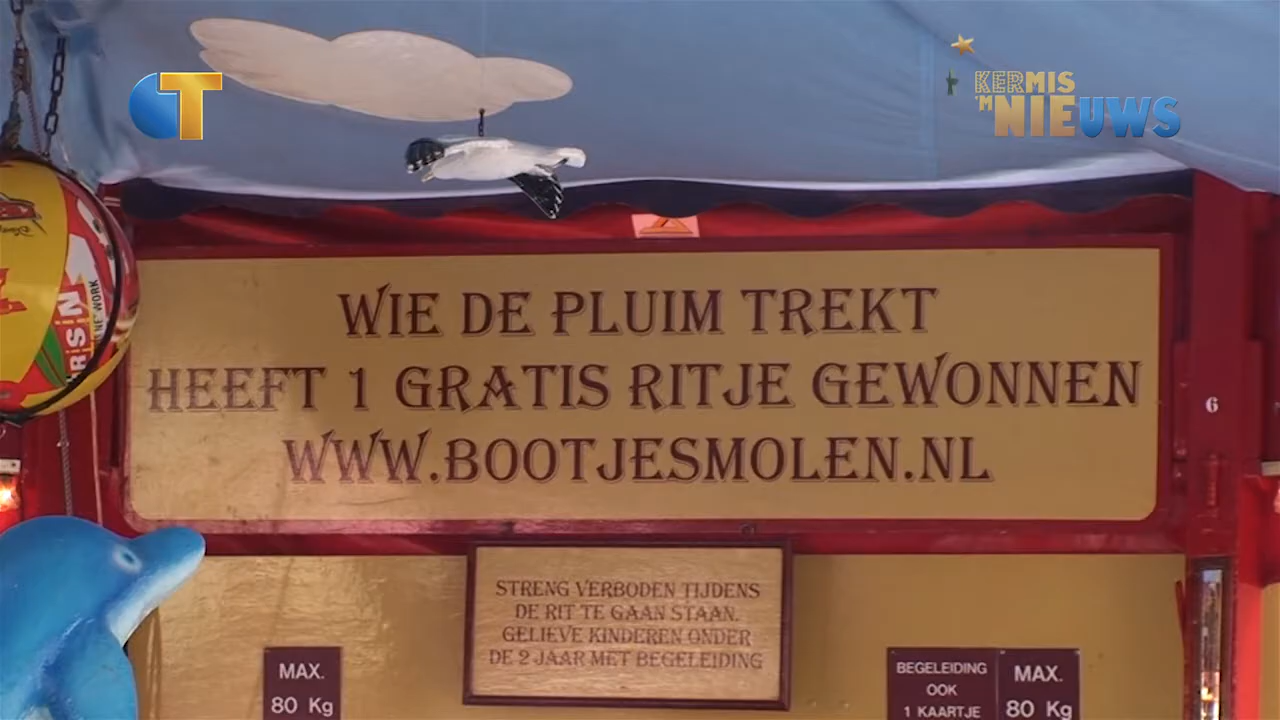 CT
KERMIS
'M NIEUWS
WIE DE PLUIM TREKT
HEEFT 1 GRATIS RITJE GEWONNEN
WWW.BOOTJESMOLEN.NL
6
STRENG VERBODEN TIJDENS
DE RIT TE GAAN STAAN.
GELIEVE KINDEREN ONDER
DE 2 JAAR MET BEGELEIDING
MAX.
80 Kg
BEGELEIDING
OOK
1 KAARTJE
MAX.
80 Kg